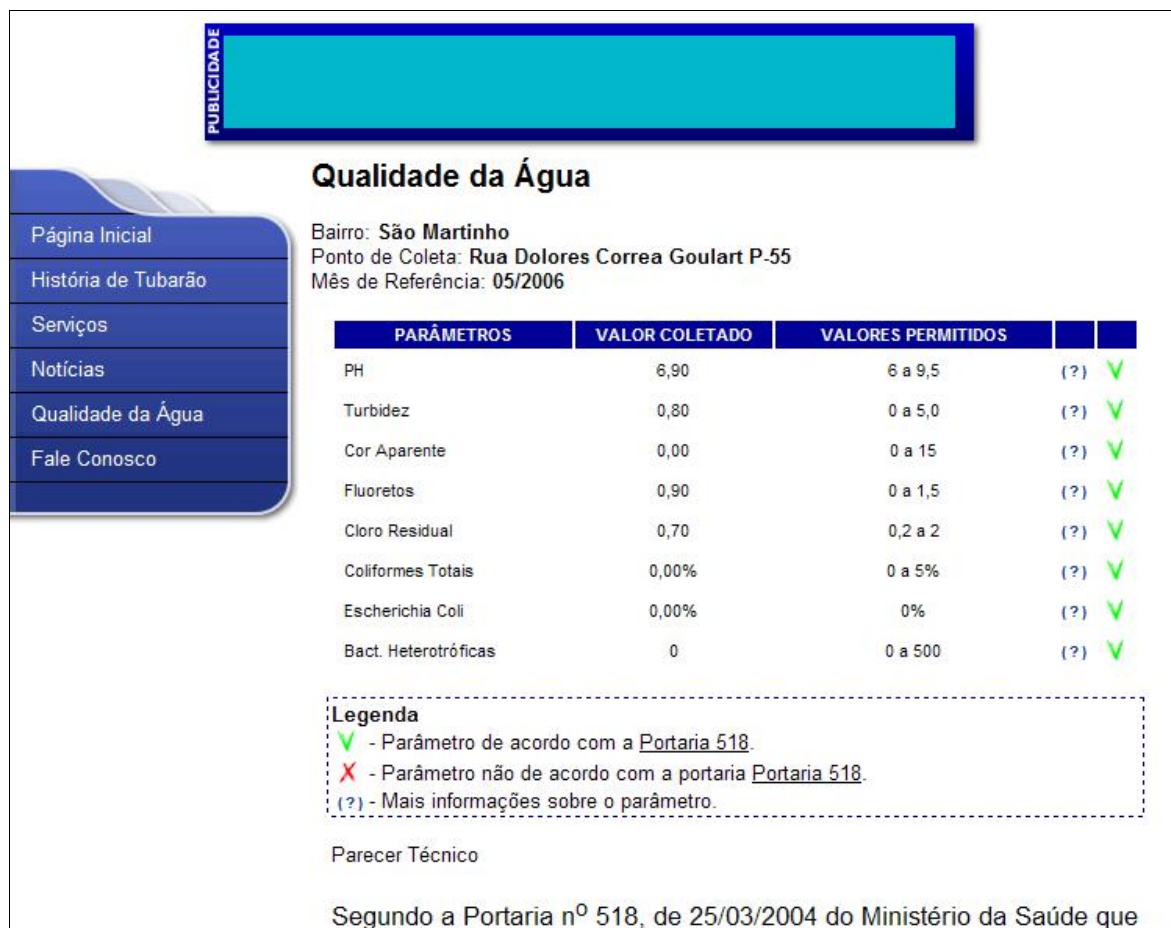 PUBLICIDADE
Página Inicial
História de Tubarão
Serviços
Notícias
Qualidade da Água
Fale Conosco
Qualidade da Água
Bairro: São Martinho
Ponto de Coleta: Rua Dolores Correa Goulart P-55
Mês de Referência: 05/2006
PARÂMETROS VALOR COLETADO VALORES PERMITIDOS
PH 6,90 6 a 9,5 (?)
Turbidez 0,80 0 a 5,0 (?)
Cor Aparente 0,00 0 a 15 (?)
Fluoretos 0,90 0 a 1,5 (?)
Cloro Residual 0,70 0,2 a 2 (?)
Coliformes Totais 0,00% 0 a 5% (?)
Escherichia Coli 0,00% 0% (?)
Bact. Heterotróficas 0 0 a 500 (?)
Legenda
- Parâmetro de acordo com a Portaria 518.
- Parâmetro não de acordo com a portaria Portaria 518.
(?) - Mais informações sobre o parâmetro.
Parecer Técnico
Segundo a Portaria nº 518, de 25/03/2004 do Ministério da Saúde que